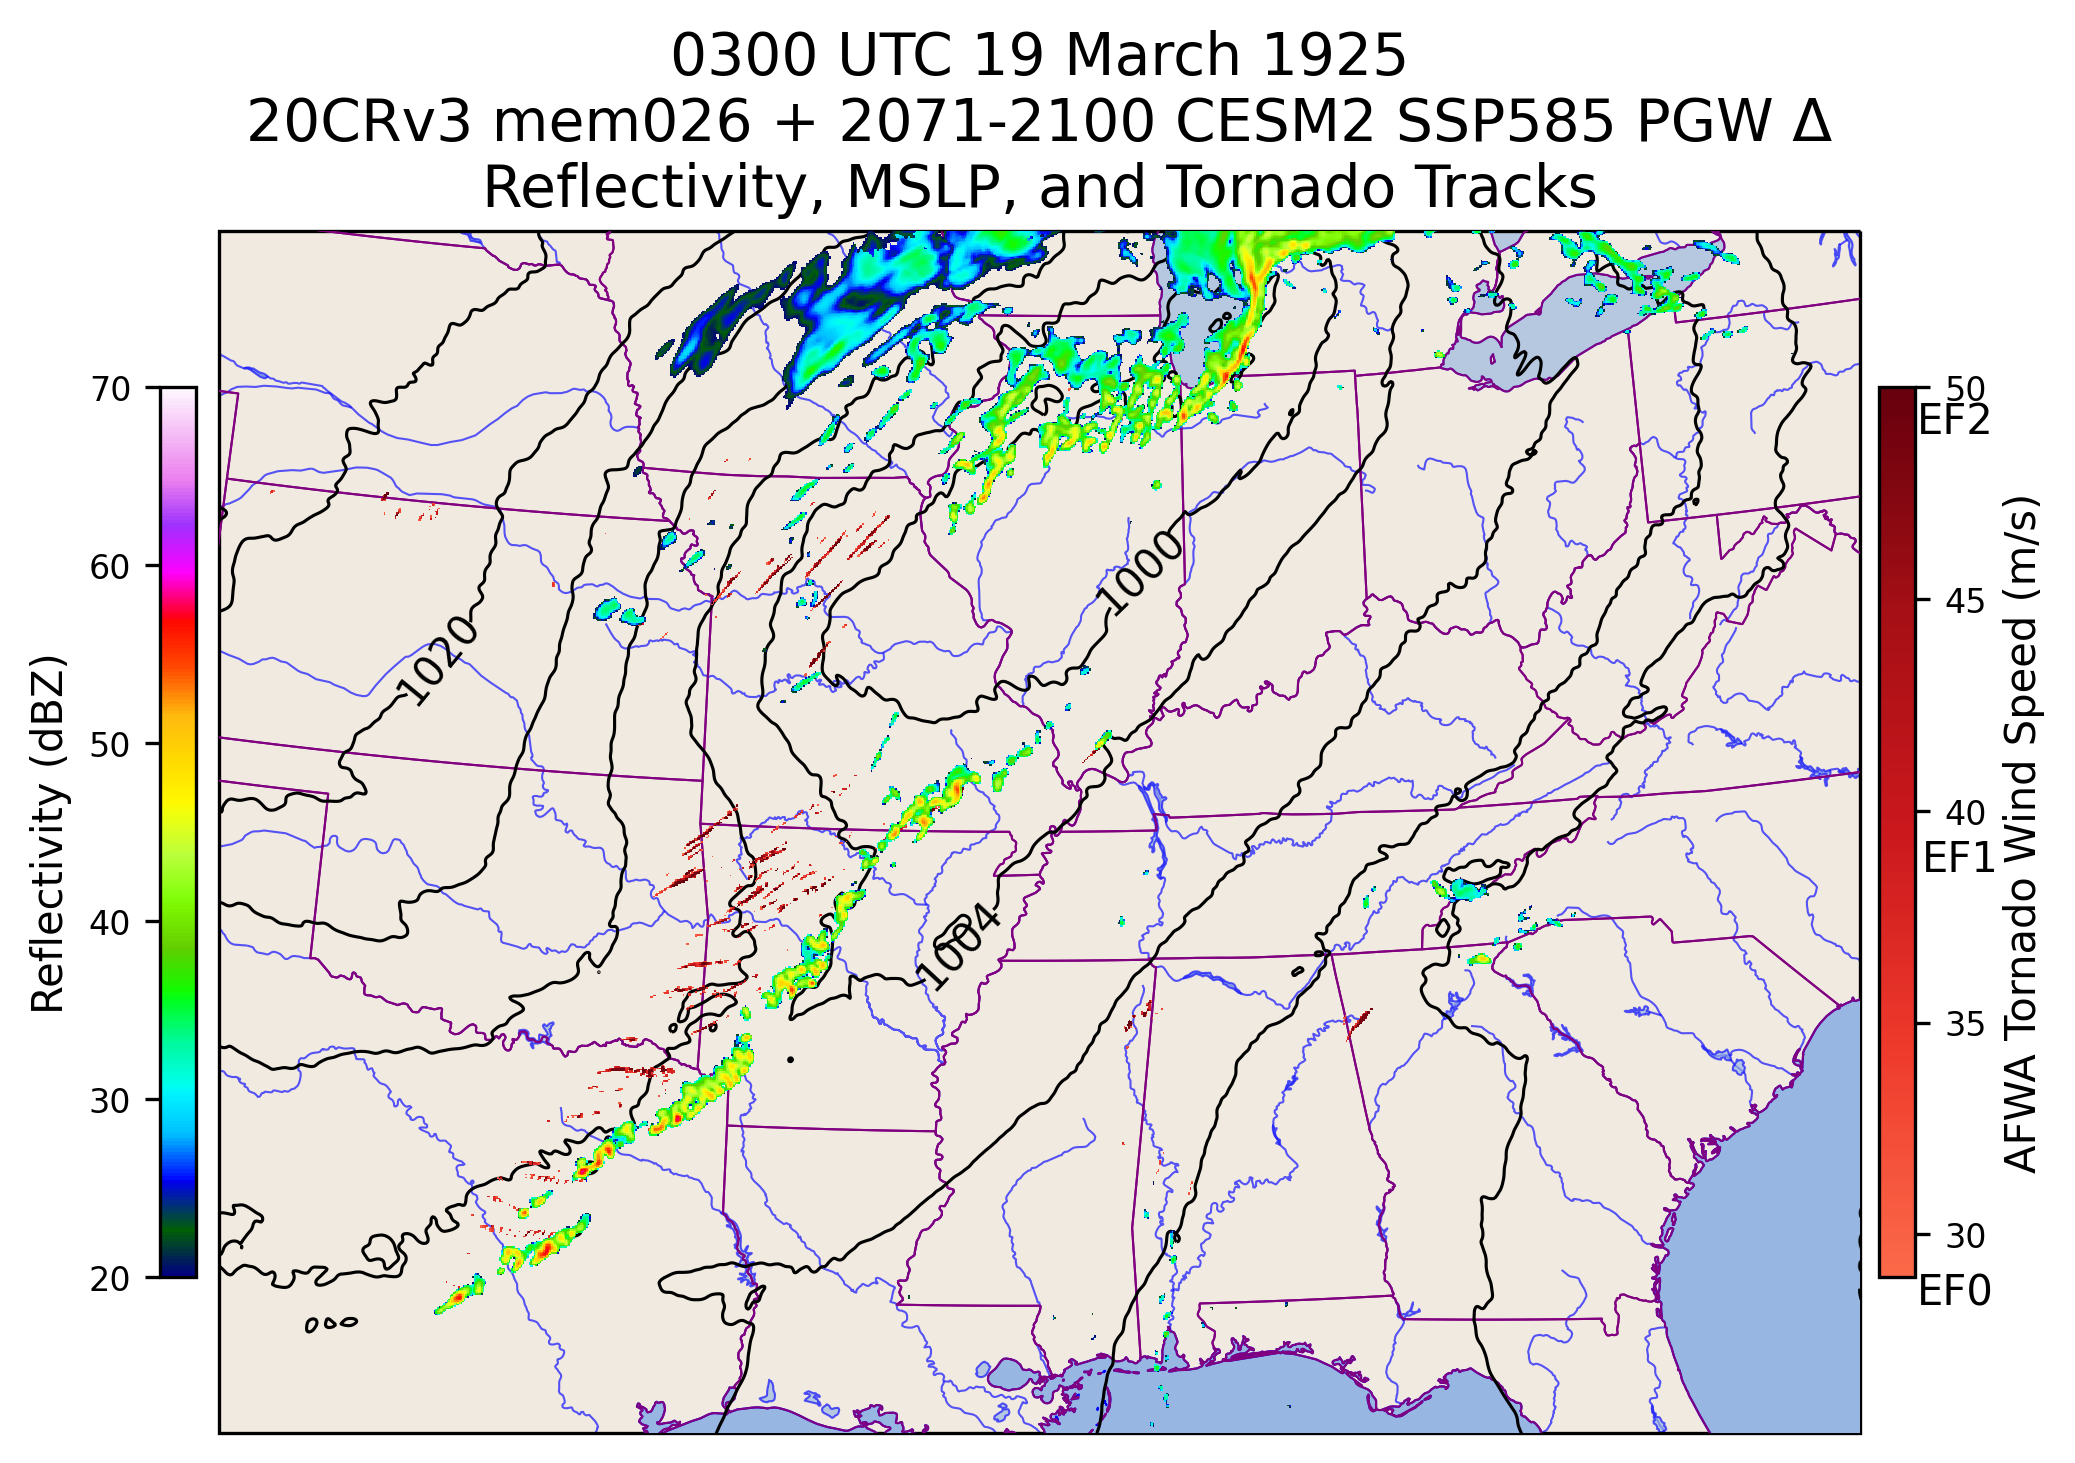 0300 UTC 19 March 1925
20CRv3 mem026 + 2071-2100 CESM2 SSP585 PGW Δ
Reflectivity, MSLP, and Tornado Tracks
70
60
50
40
30
20
Reflectivity (dBZ)
1020
1000
1004
50
EF2
45
40
EF1
35
30
EF0
AFWA Tornado Wind Speed (m/s)